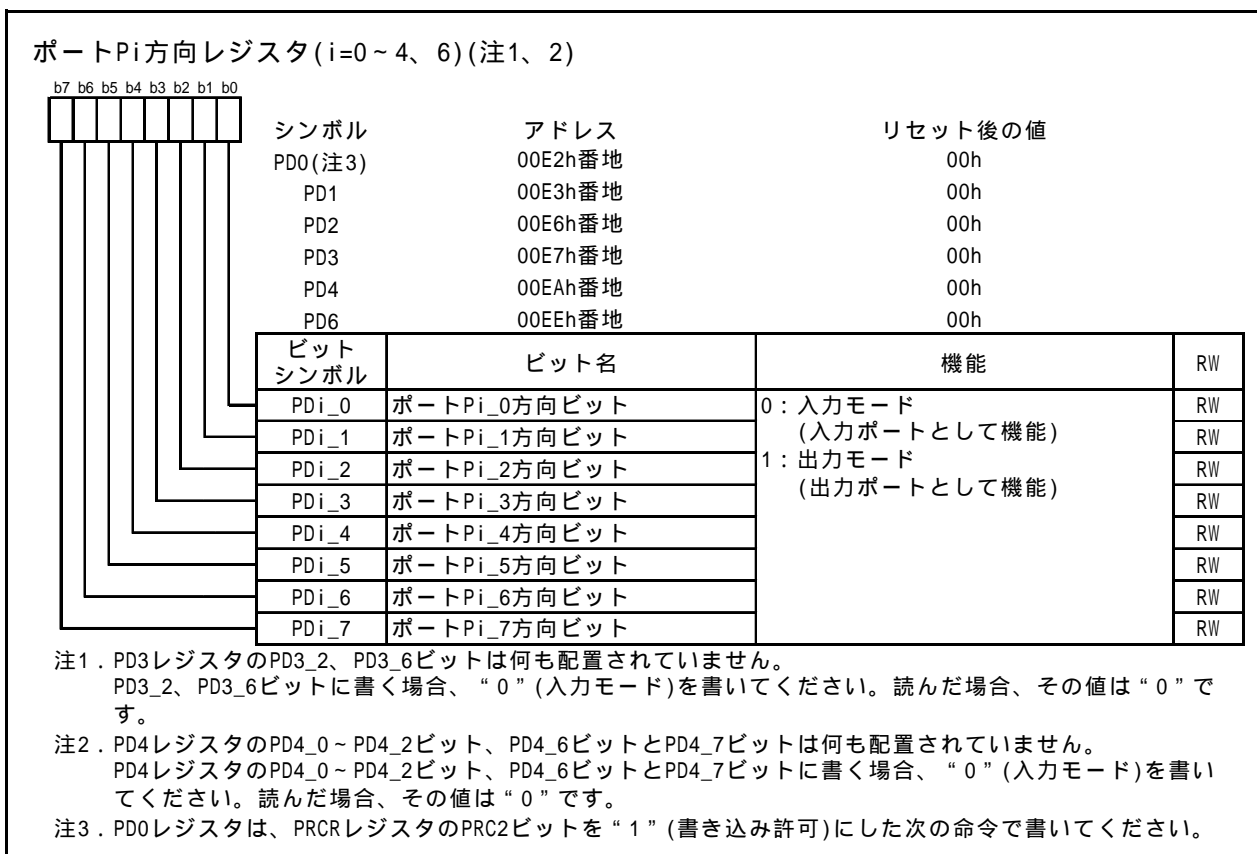 ポートPi方向レジスタ(i=0~4、6)(注1、2)
b7 b6 b5 b4 b3 b2 b1 b0
シンボル アドレス リセット後の値
PD0(注3) 00E2h番地 00h
PD1 00E3h番地 00h
PD2 00E6h番地 00h
PD3 00E7h番地 00h
PD4 00EAh番地 00h
PD6 00EEh番地 00h
ビット
シンボル ビット名 機能 RW
PDi_0 ポートPi_0方向ビット 0：入力モード RW
PDi_1 ポートPi_1方向ビット (入力ポートとして機能) RW
PDi_2 ポートPi_2方向ビット 1：出力モード RW
PDi_3 ポートPi_3方向ビット (出力ポートとして機能) RW
PDi_4 ポートPi_4方向ビット RW
PDi_5 ポートPi_5方向ビット RW
PDi_6 ポートPi_6方向ビット RW
PDi_7 ポートPi_7方向ビット RW
注1．PD3レジスタのPD3_2、PD3_6ビットは何も配置されていません。
PD3_2、PD3_6ビットに書く場合、“0”(入力モード)を書いてください。読んだ場合、その値は“0”で
す。
注2．PD4レジスタのPD4_0~PD4_2ビット、PD4_6ビットとPD4_7ビットは何も配置されていません。
PD4レジスタのPD4_0~PD4_2ビット、PD4_6ビットとPD4_7ビットに書く場合、“0”(入力モード)を書い
てください。読んだ場合、その値は“0”です。
注3．PD0レジスタは、PRCRレジスタのPRC2ビットを“1”(書き込み許可)にした次の命令で書いてください。